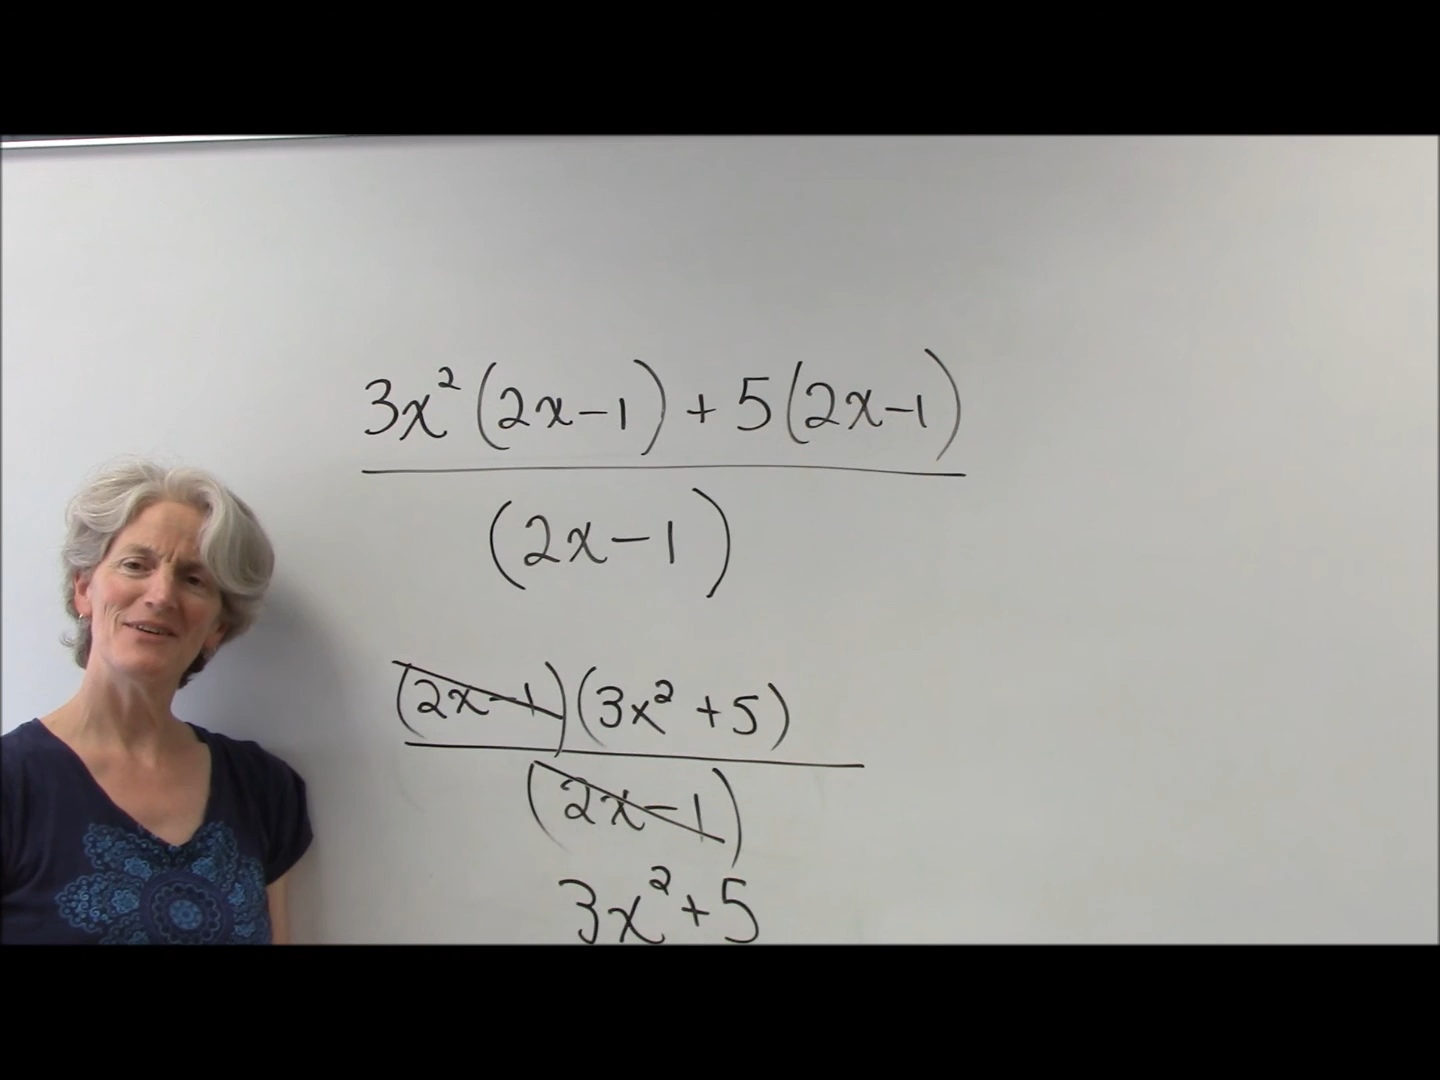 3x²(2x-1)+5(2x-1)
(2x-1)
(2x-1)(3x²+5)
(2x-1)
3x²+5